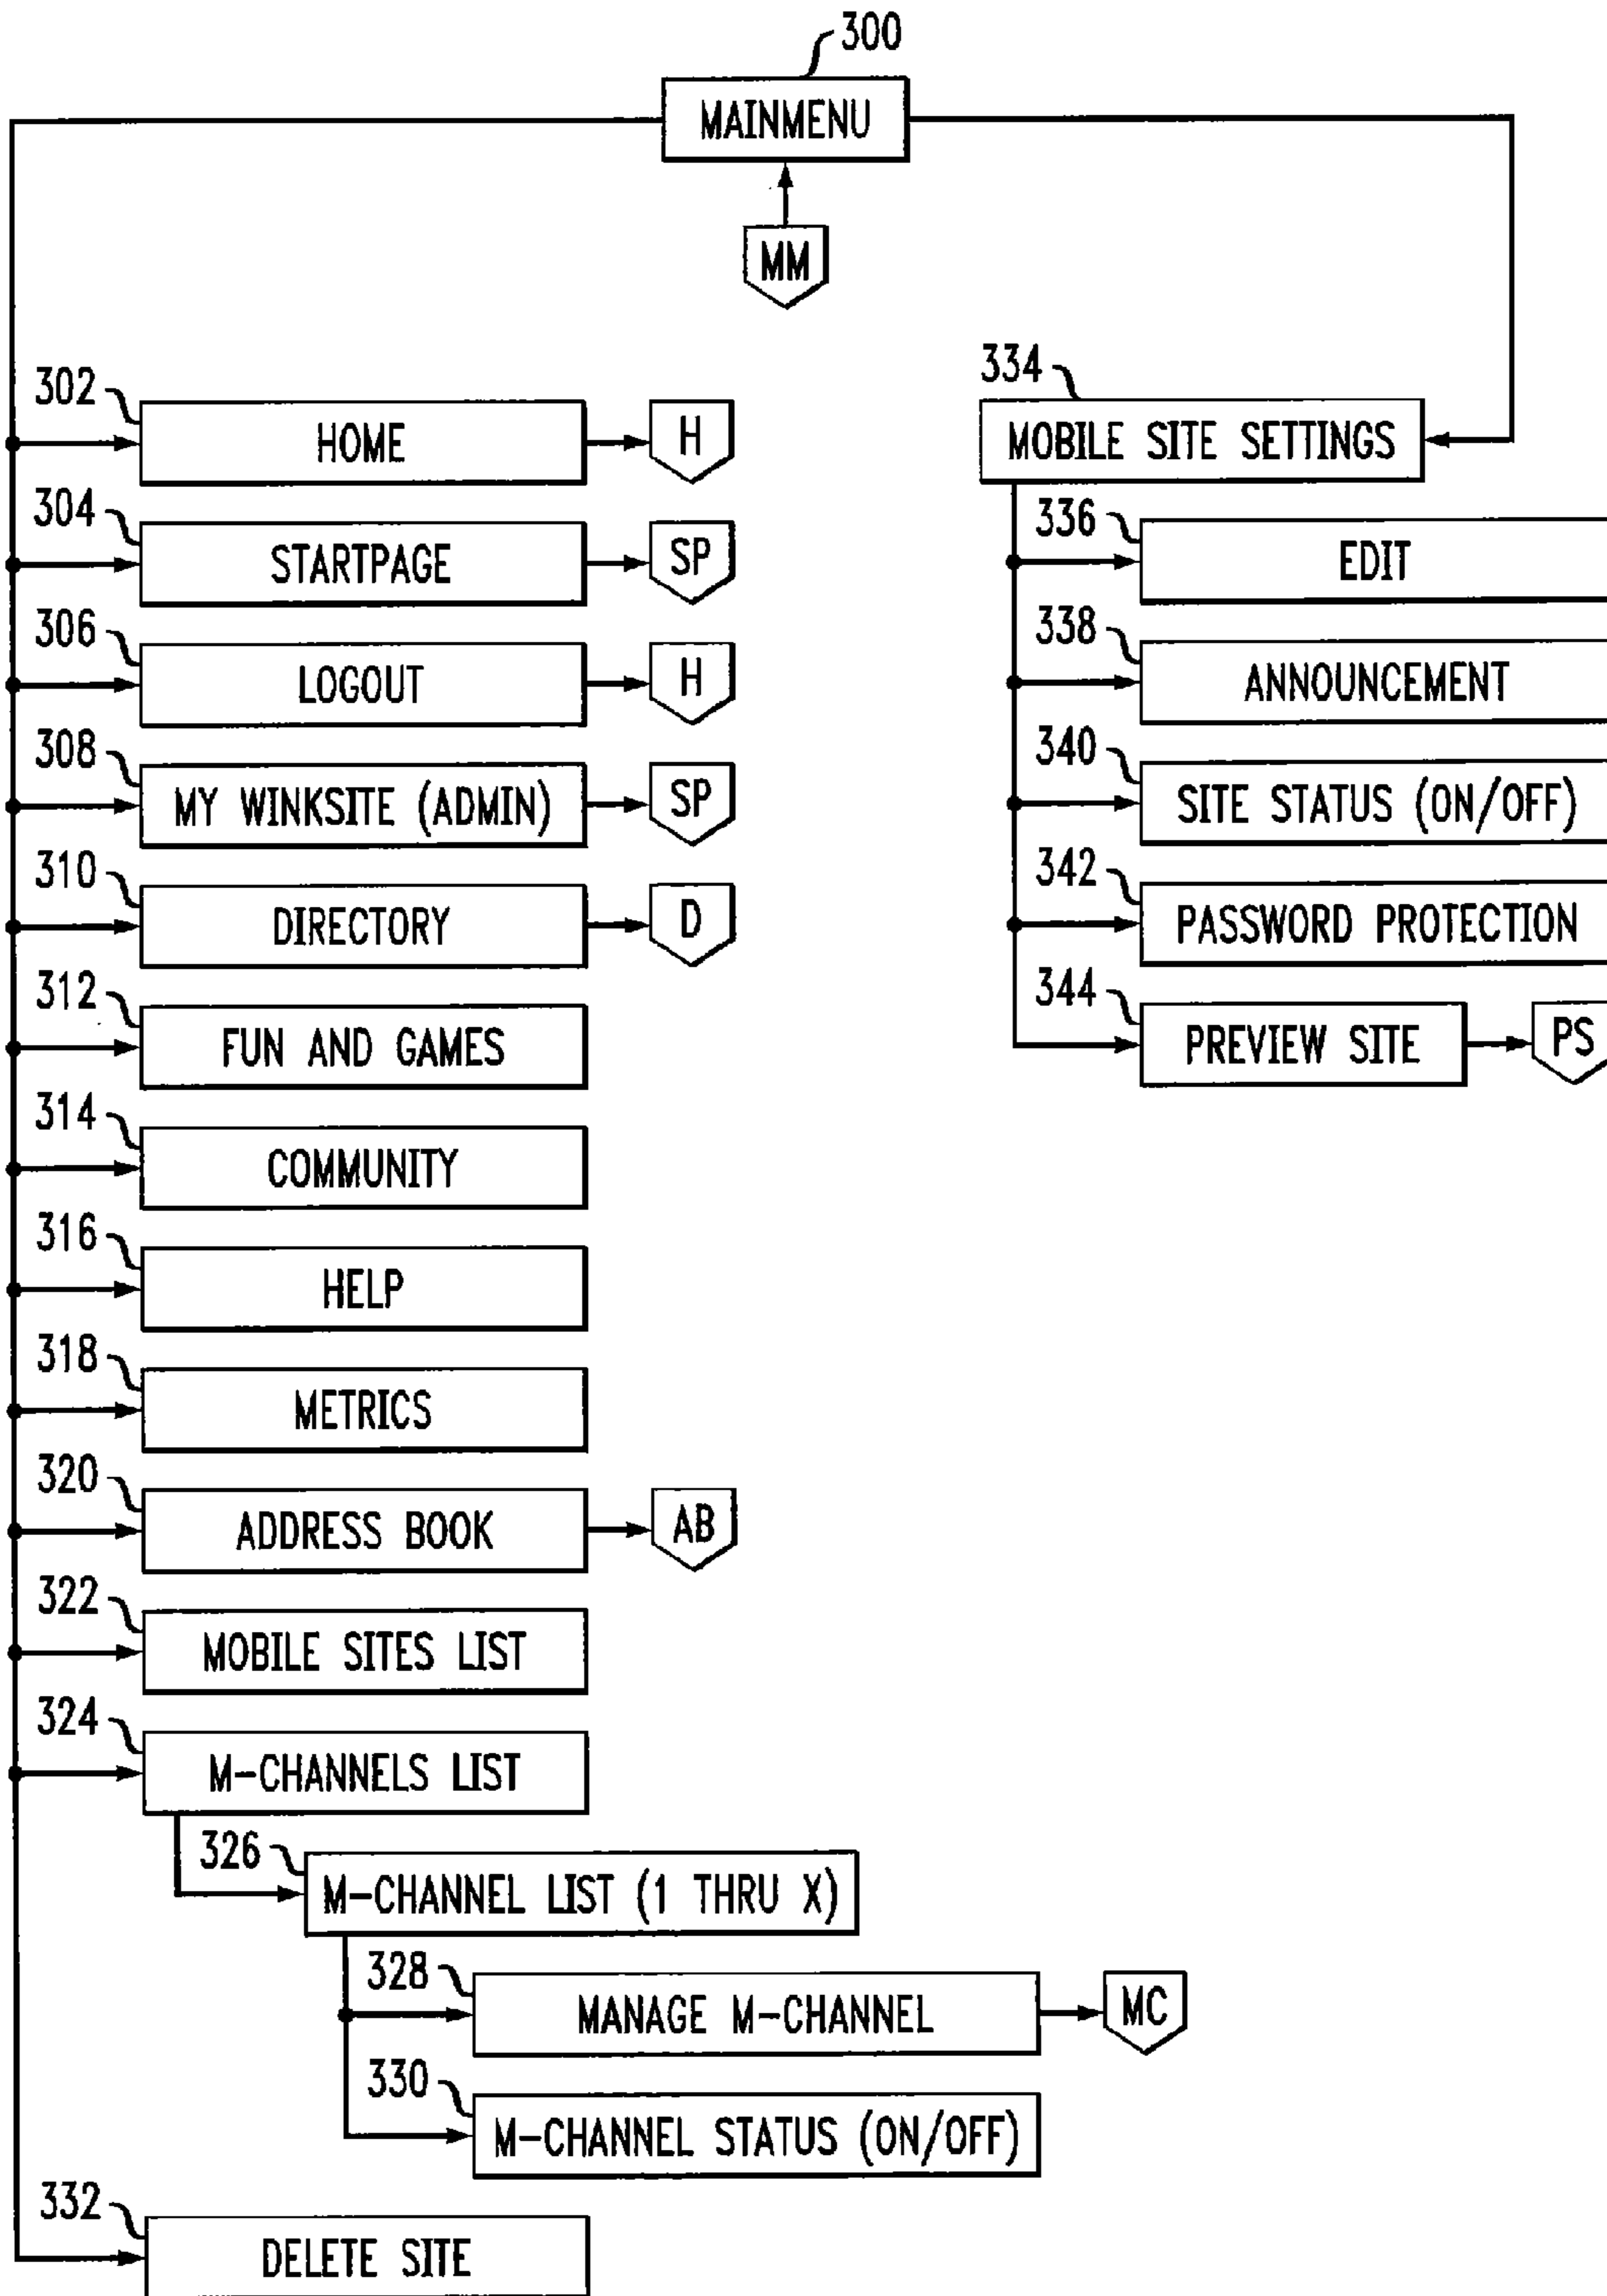 300
MAINMENU
MM
302
HOME
H
304
STARTPAGE
SP
306
LOGOUT
H
308
MY WINKSITE (ADMIN)
SP
310
DIRECTORY
D
312
FUN AND GAMES
314
COMMUNITY
316
HELP
318
METRICS
320
ADDRESS BOOK
AB
322
MOBILE SITES LIST
324
M-CHANNELS LIST
326
M-CHANNEL LIST (1 THRU X)
328
MANAGE M-CHANNEL
MC
330
M-CHANNEL STATUS (ON/OFF)
332
DELETE SITE
334
MOBILE SITE SETTINGS
336
EDIT
338
ANNOUNCEMENT
340
SITE STATUS (ON/OFF)
342
PASSWORD PROTECTION
344
PREVIEW SITE
PS